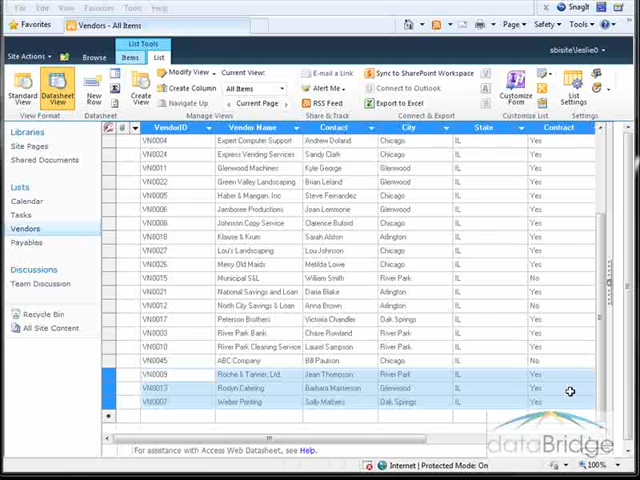 File Edit View Favorites Tools Help
SnagIt
Favorites Vendors - All Items Page Safety Tools
List Tools
Site Actions Browse Items List sbisite\leslie0
Standard View
Datasheet View
New Row
Create View
Modify View
Create Column
Navigate Up
Current View:
All Items
Current Page
E-mail a Link
Alert Me
RSS Feed
Sync to SharePoint Workspace
Connect to Outlook
Export to Excel
Customize Form
List Settings
View Format Datasheet Manage Views Share & Track Connect & Export Customize List Settings
Libraries
Site Pages
Shared Documents
Lists
Calendar
Tasks
Vendors
Payables
Discussions
Team Discussion
Recycle Bin
All Site Content
VendorID Vendor Name Contact City State Contract
VN0004 Expert Computer Support Andrew Doland Chicago IL Yes
VN0024 Express Vending Services Sandy Clark Chicago IL Yes
VN0011 Glenwood Machines Kyle George Glenwood IL Yes
VN0022 Green Valley Landscaping Brian Leland Chicago IL Yes
VN0005 Haber & Mangan, Inc. Steve Fernandez Chicago IL Yes
VN0006 Jamboree Productions Joan Lemmone Glenwood IL Yes
VN0008 Johnson Copy Service Clarence Buford Chicago IL Yes
VN0018 Klause & Krum Sarah Alston Arlington IL Yes
VN0027 Lou's Landscaping Lou Johnson Chicago IL Yes
VN0026 Merry Old Maids Metilda Lowe Chicago IL Yes
VN0015 Municipal S&L William Smith River Park IL No
VN0021 National Savings and Loan Daria Blake Arlington IL Yes
VN0012 North City Savings & Loan Anna Brown Arlington IL No
VN0017 Peterson Brothers Victoria Chandler Oak Springs IL Yes
VN0003 River Park Bank Chase Rowland River Park IL Yes
VN0010 River Park Cleaning Service Laurel Sampson River Park IL Yes
VN0045 ABC Company Bill Paulson Chicago IL No
VN0009 Roche & Tanner, Ltd. Jean Thompson River Park IL Yes
VN0013 Roslyn Catering Barbara Masterson Glenwood IL Yes
VN0007 Weber Printing Sally Mathers Oak Springs IL Yes
dataBridge
For assistance with Access Web Datasheet, see Help.
Internet | Protected Mode: On 100%